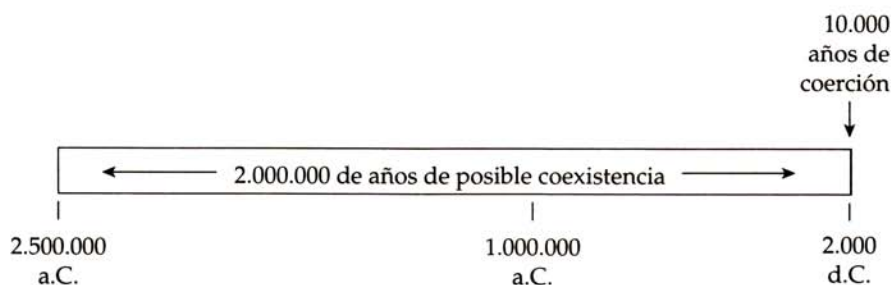 10.000
años de
coerción
2.000.000 de años de posible coexistencia
2.500.000
a.C.
1.000.000
a.C.
2.000
d.C.